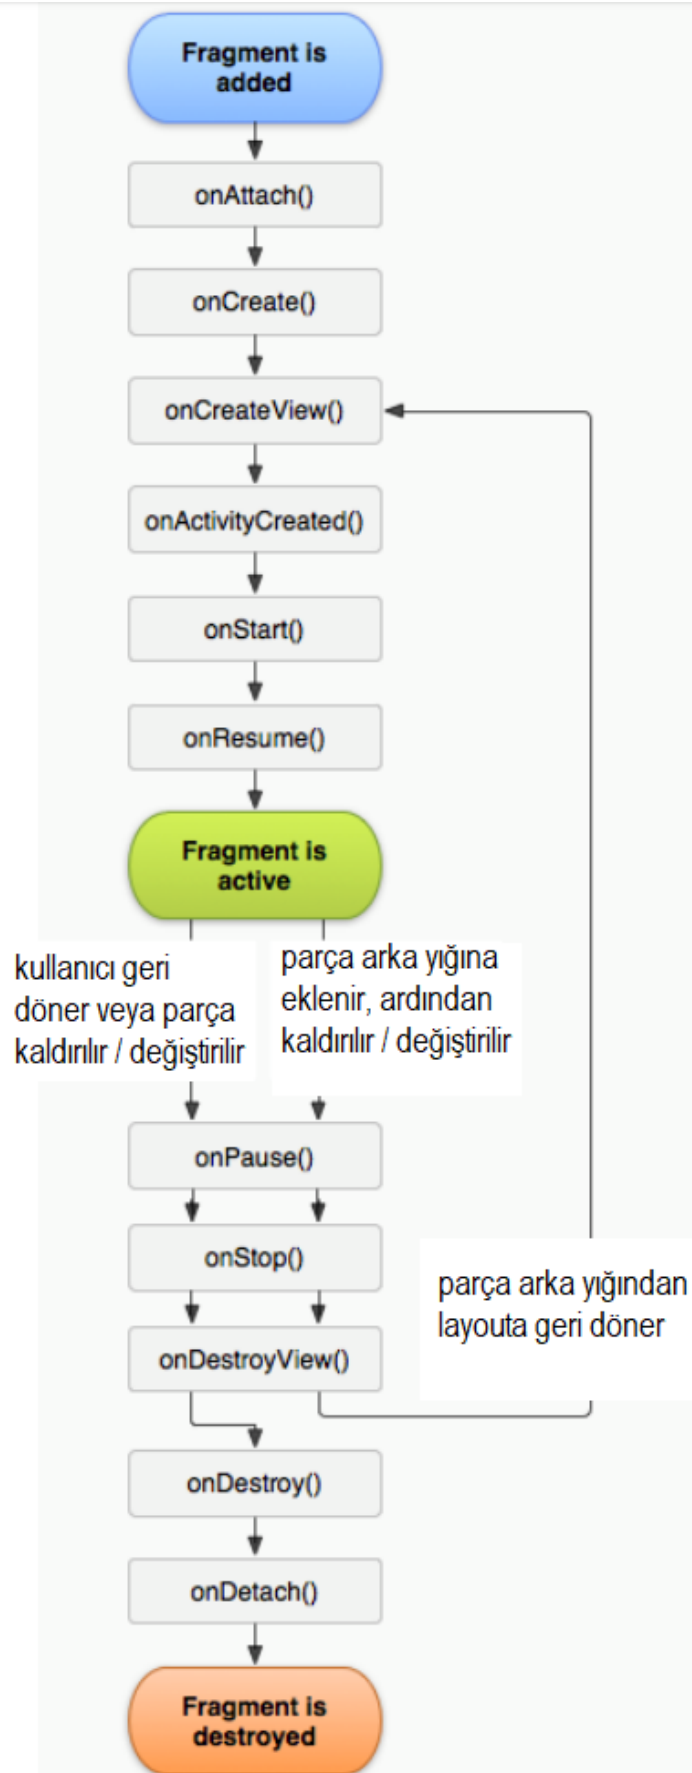 Fragment is
added
onAttach()
onCreate()
onCreateView()
onActivityCreated()
onStart()
onResume()
Fragment is
active
kullanıcı geri
döner veya parça
kaldırılır / değiştirilir
parça arka yığına
eklenir, ardından
kaldırılır / değiştirilir
onPause()
onStop()
parça arka yığından
layouta geri döner
onDestroyView()
onDestroy()
onDetach()
Fragment is
destroyed